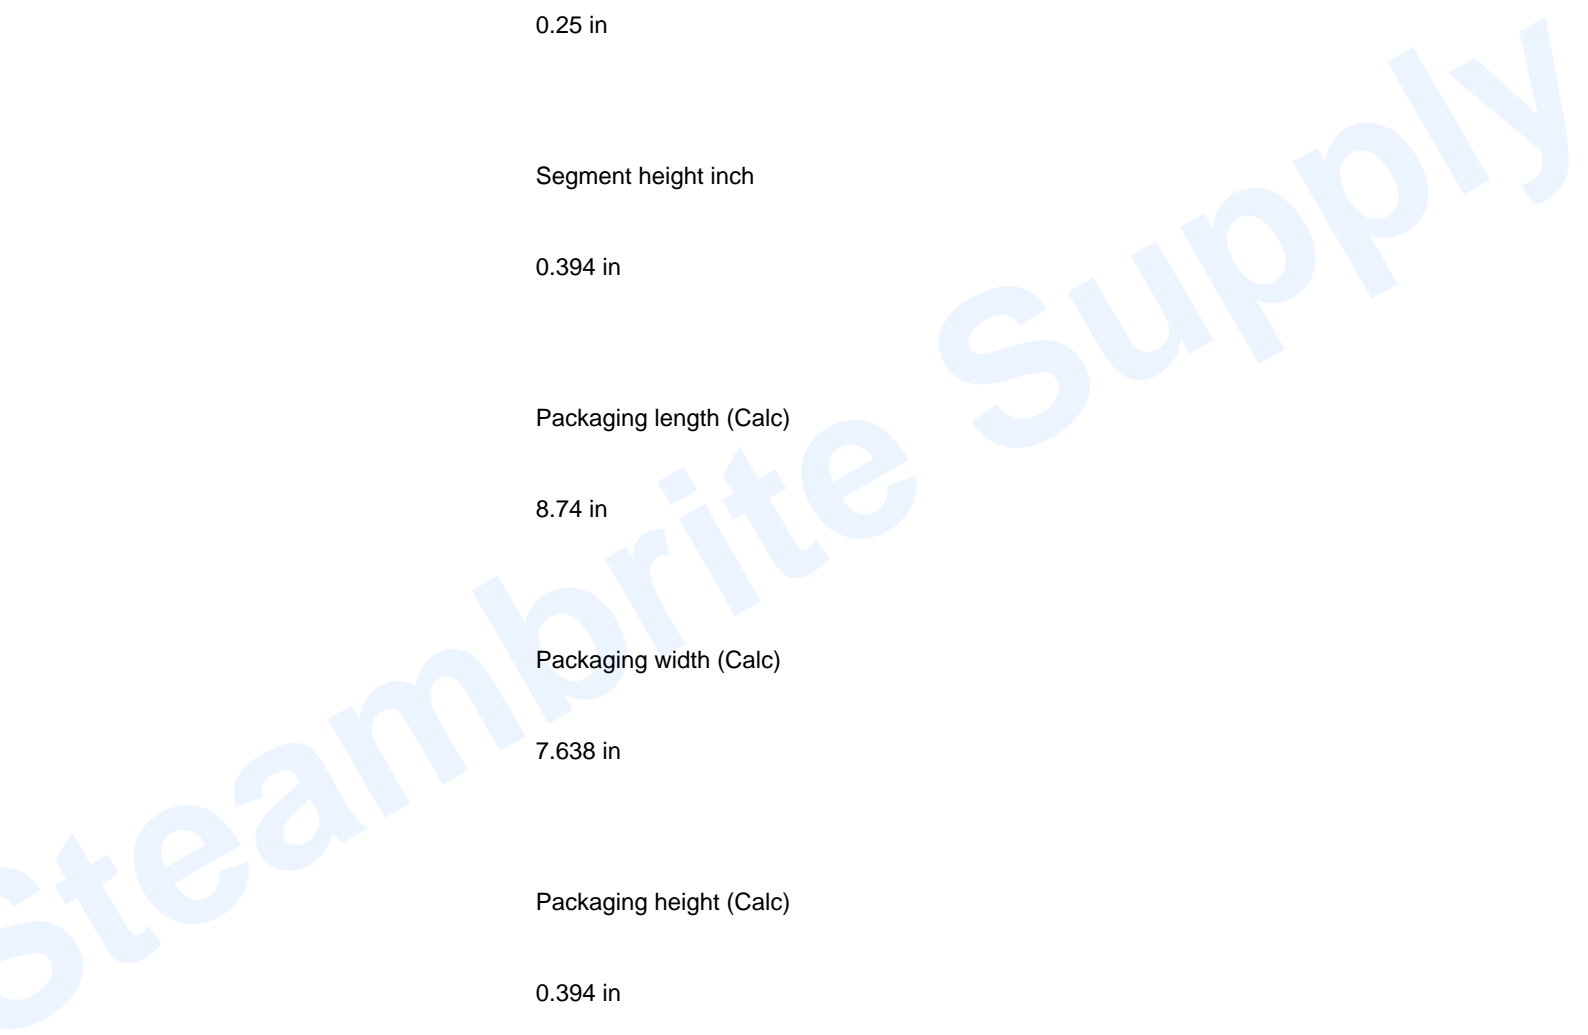 0.25 in
Segment height inch
0.394 in
Packaging length (Calc)
8.74 in
Packaging width (Calc)
7.638 in
Packaging height (Calc)
0.394 in
Steambrite Supply